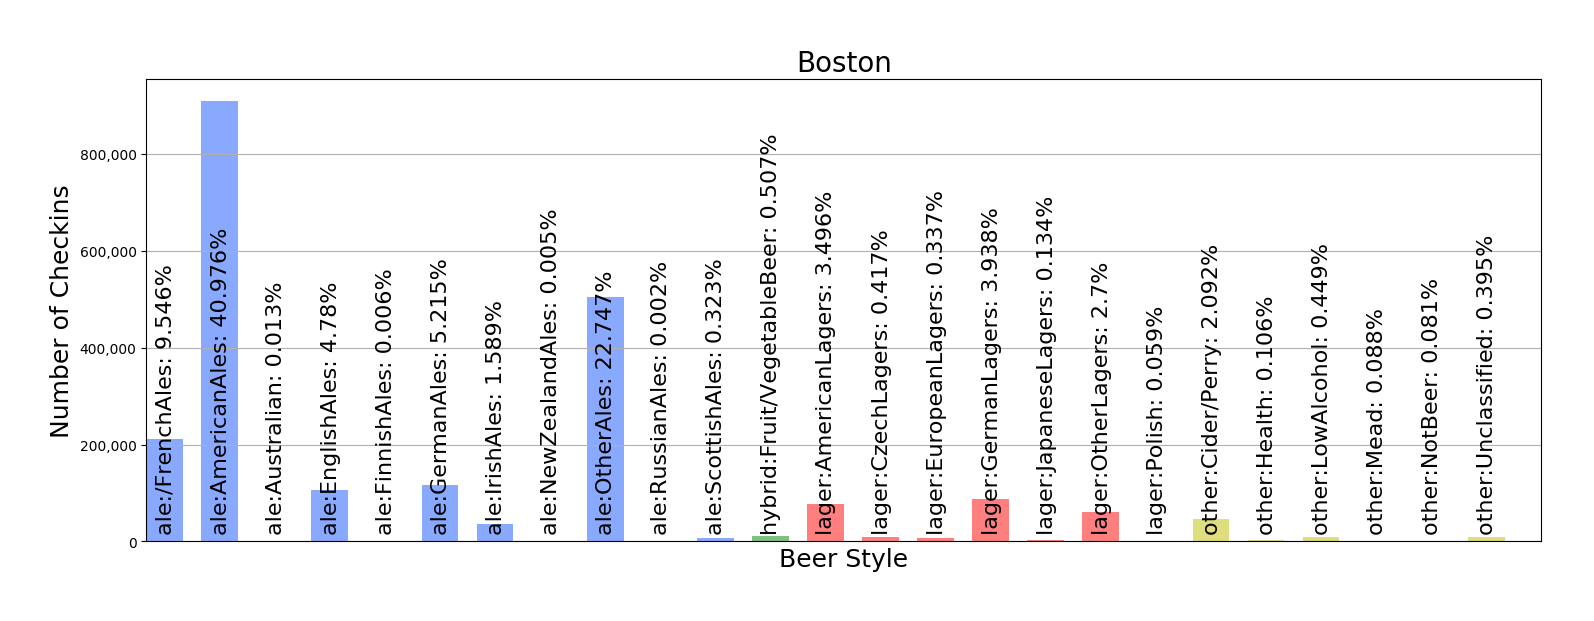 Boston
Number of Checkins
800,000
600,000
400,000
200,000
0
ale:/FrenchAles: 9.546%
ale:AmericanAles: 40.976%
ale:Australian: 0.013%
ale:EnglishAles: 4.78%
ale:FinnishAles: 0.006%
ale:GermanAles: 5.215%
ale:IrishAles: 1.589%
ale:NewZealandAles: 0.005%
ale:OtherAles: 22.747%
ale:RussianAles: 0.002%
ale:ScottishAles: 0.323%
hybrid:Fruit/VegetableBeer: 0.507%
lager:AmericanLagers: 3.496%
lager:CzechLagers: 0.417%
lager:EuropeanLagers: 0.337%
lager:GermanLagers: 3.938%
lager:JapaneseLagers: 0.134%
lager:OtherLagers: 2.7%
lager:Polish: 0.059%
other:Cider/Perry: 2.092%
other:Health: 0.106%
other:LowAlcohol: 0.449%
other:Mead: 0.088%
other:NotBeer: 0.081%
other:Unclassified: 0.395%
Beer Style